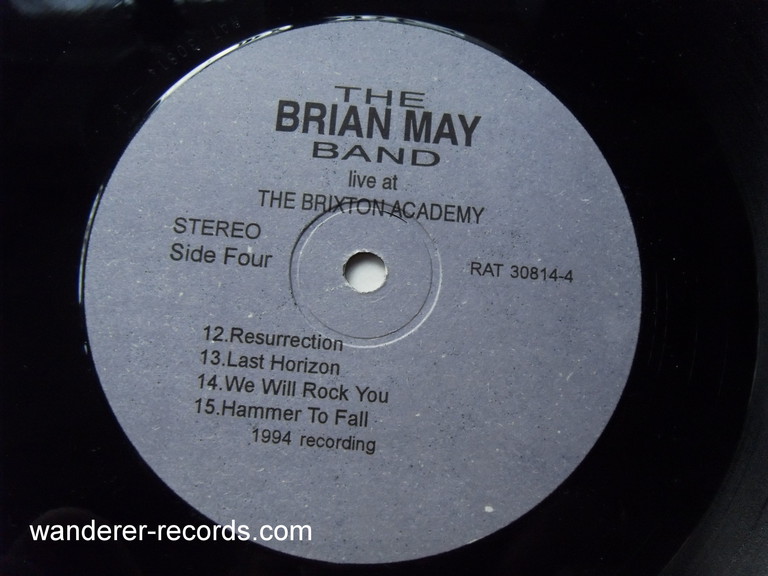 THE
BRIAN MAY
BAND
live at
THE BRIXTON ACADEMY
STEREO
Side Four
RAT 30814-4
12.Resurrection
13.Last Horizon
14.We Will Rock You
15.Hammer To Fall
1994 recording
wanderer-records.com